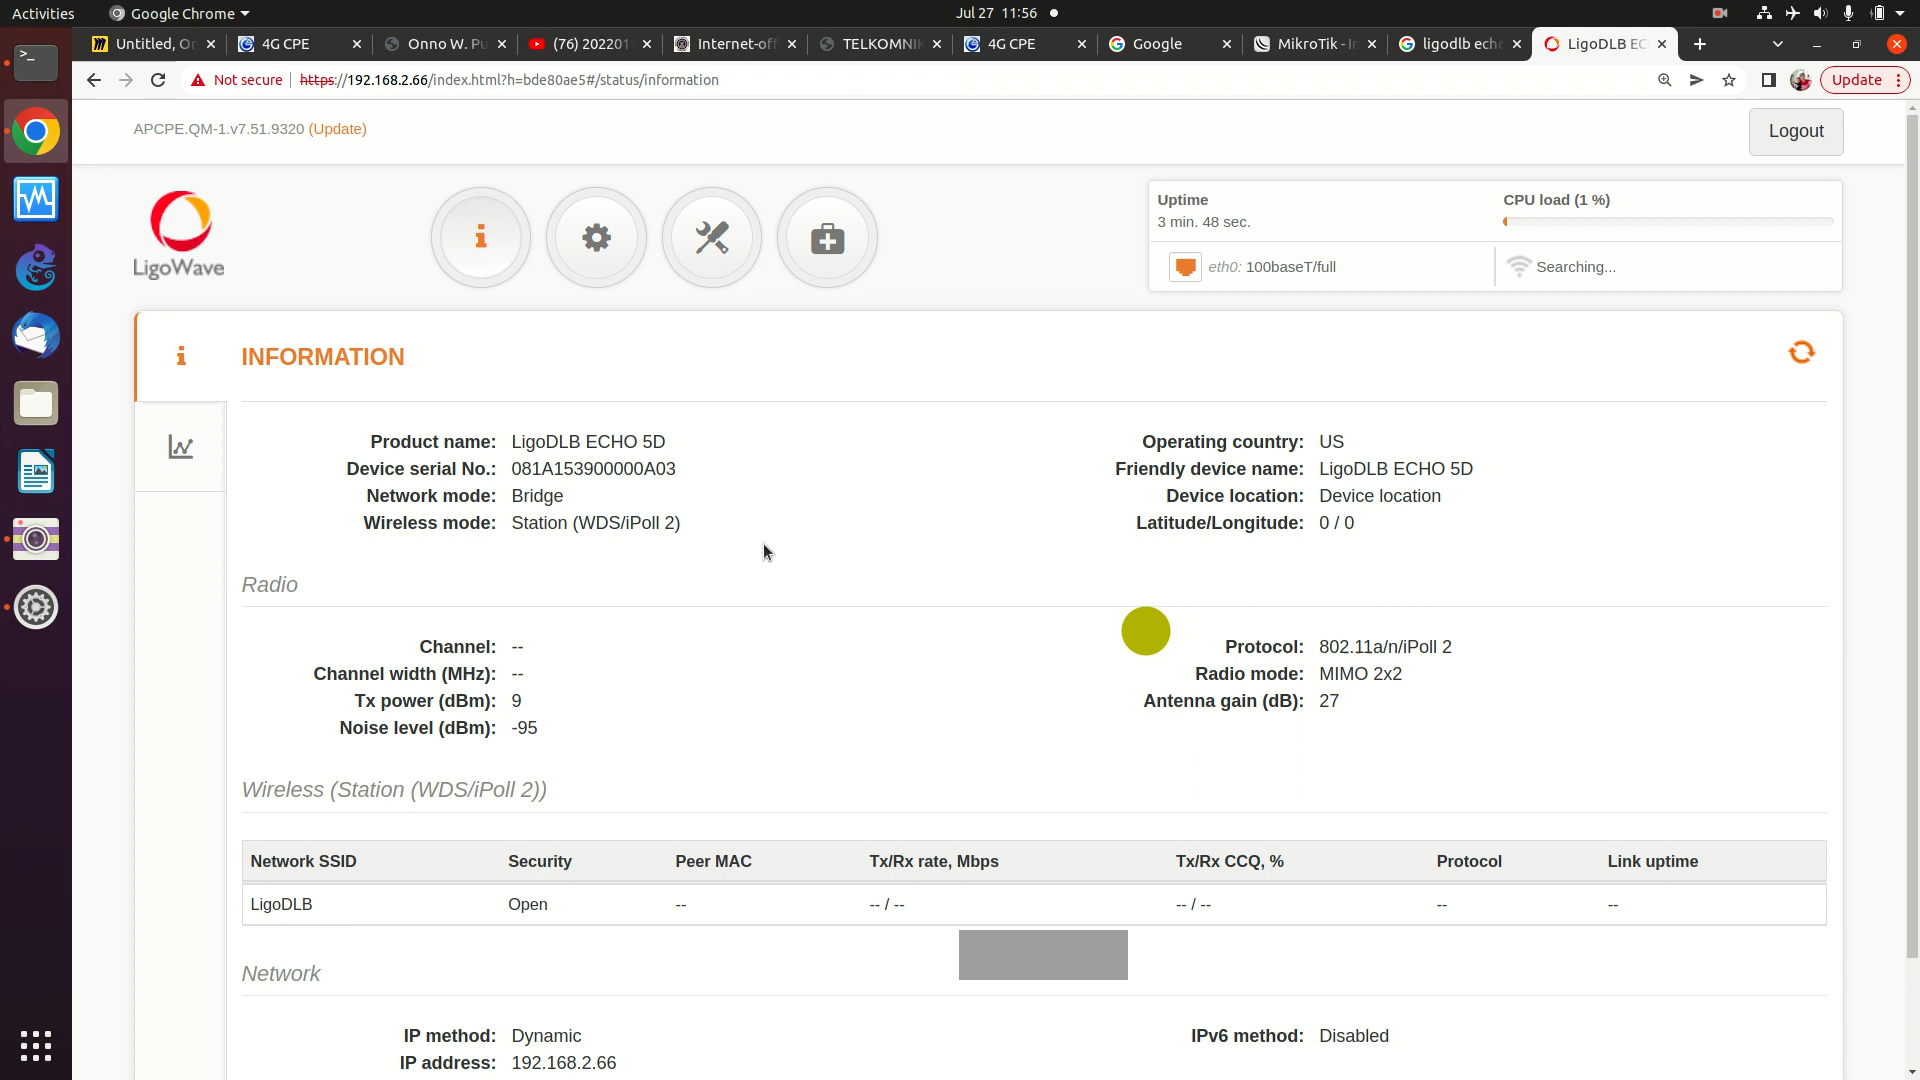 Activities
Google Chrome
Jul 27 11:56
Untitled, O
4G CPE
Onno W. Pu
(76) 202201
Internet-off
TELKOMNI
4G CPE
Google
MikroTik - I
ligodlb echo
LigoDLB EC
Not secure
https://192.168.2.66/index.html?h=bde80ae5#/status/information
Update
APCPE.QM-1.v7.51.9320 (Update)
Logout
LigoWave
Uptime
3 min. 48 sec.
CPU load (1 %)
eth0: 100baseT/full
Searching...
INFORMATION
Product name: LigoDLB ECHO 5D
Device serial No.: 081A153900000A03
Network mode: Bridge
Wireless mode: Station (WDS/iPoll 2)
Operating country: US
Friendly device name: LigoDLB ECHO 5D
Device location: Device location
Latitude/Longitude: 0 / 0
Radio
Channel: --
Channel width (MHz): --
Tx power (dBm): 9
Noise level (dBm): -95
Protocol: 802.11a/n/iPoll 2
Radio mode: MIMO 2x2
Antenna gain (dB): 27
Wireless (Station (WDS/iPoll 2))
Network SSID Security Peer MAC Tx/Rx rate, Mbps Tx/Rx CCQ, % Protocol Link uptime
LigoDLB Open -- -- / -- -- / -- -- --
Network
IP method: Dynamic
IP address: 192.168.2.66
IPv6 method: Disabled